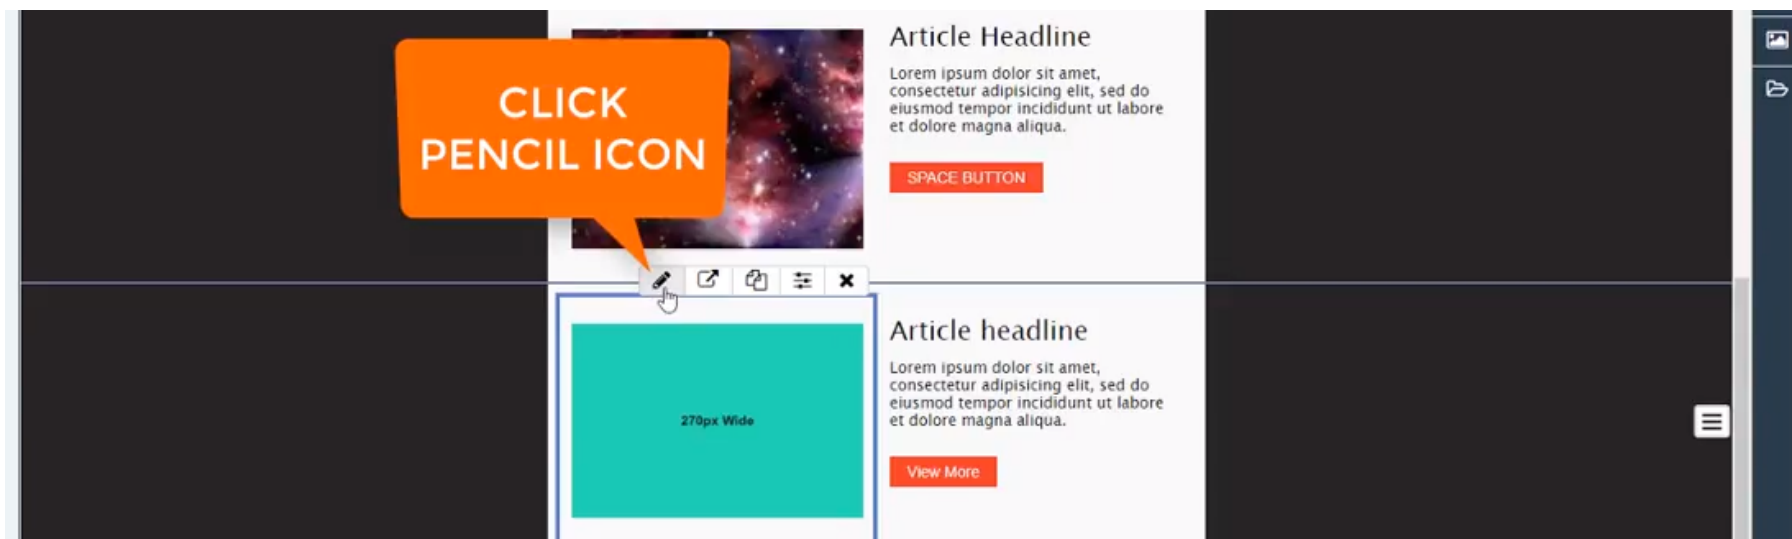 CLICK
PENCIL ICON
Article Headline
Lorem ipsum dolor sit amet,
consectetur adipisicing elit, sed do
eiusmod tempor incididunt ut labore
et dolore magna aliqua.
SPACE BUTTON
270px Wide
Article headline
Lorem ipsum dolor sit amet,
consectetur adipisicing elit, sed do
eiusmod tempor incididunt ut labore
et dolore magna aliqua.
View More